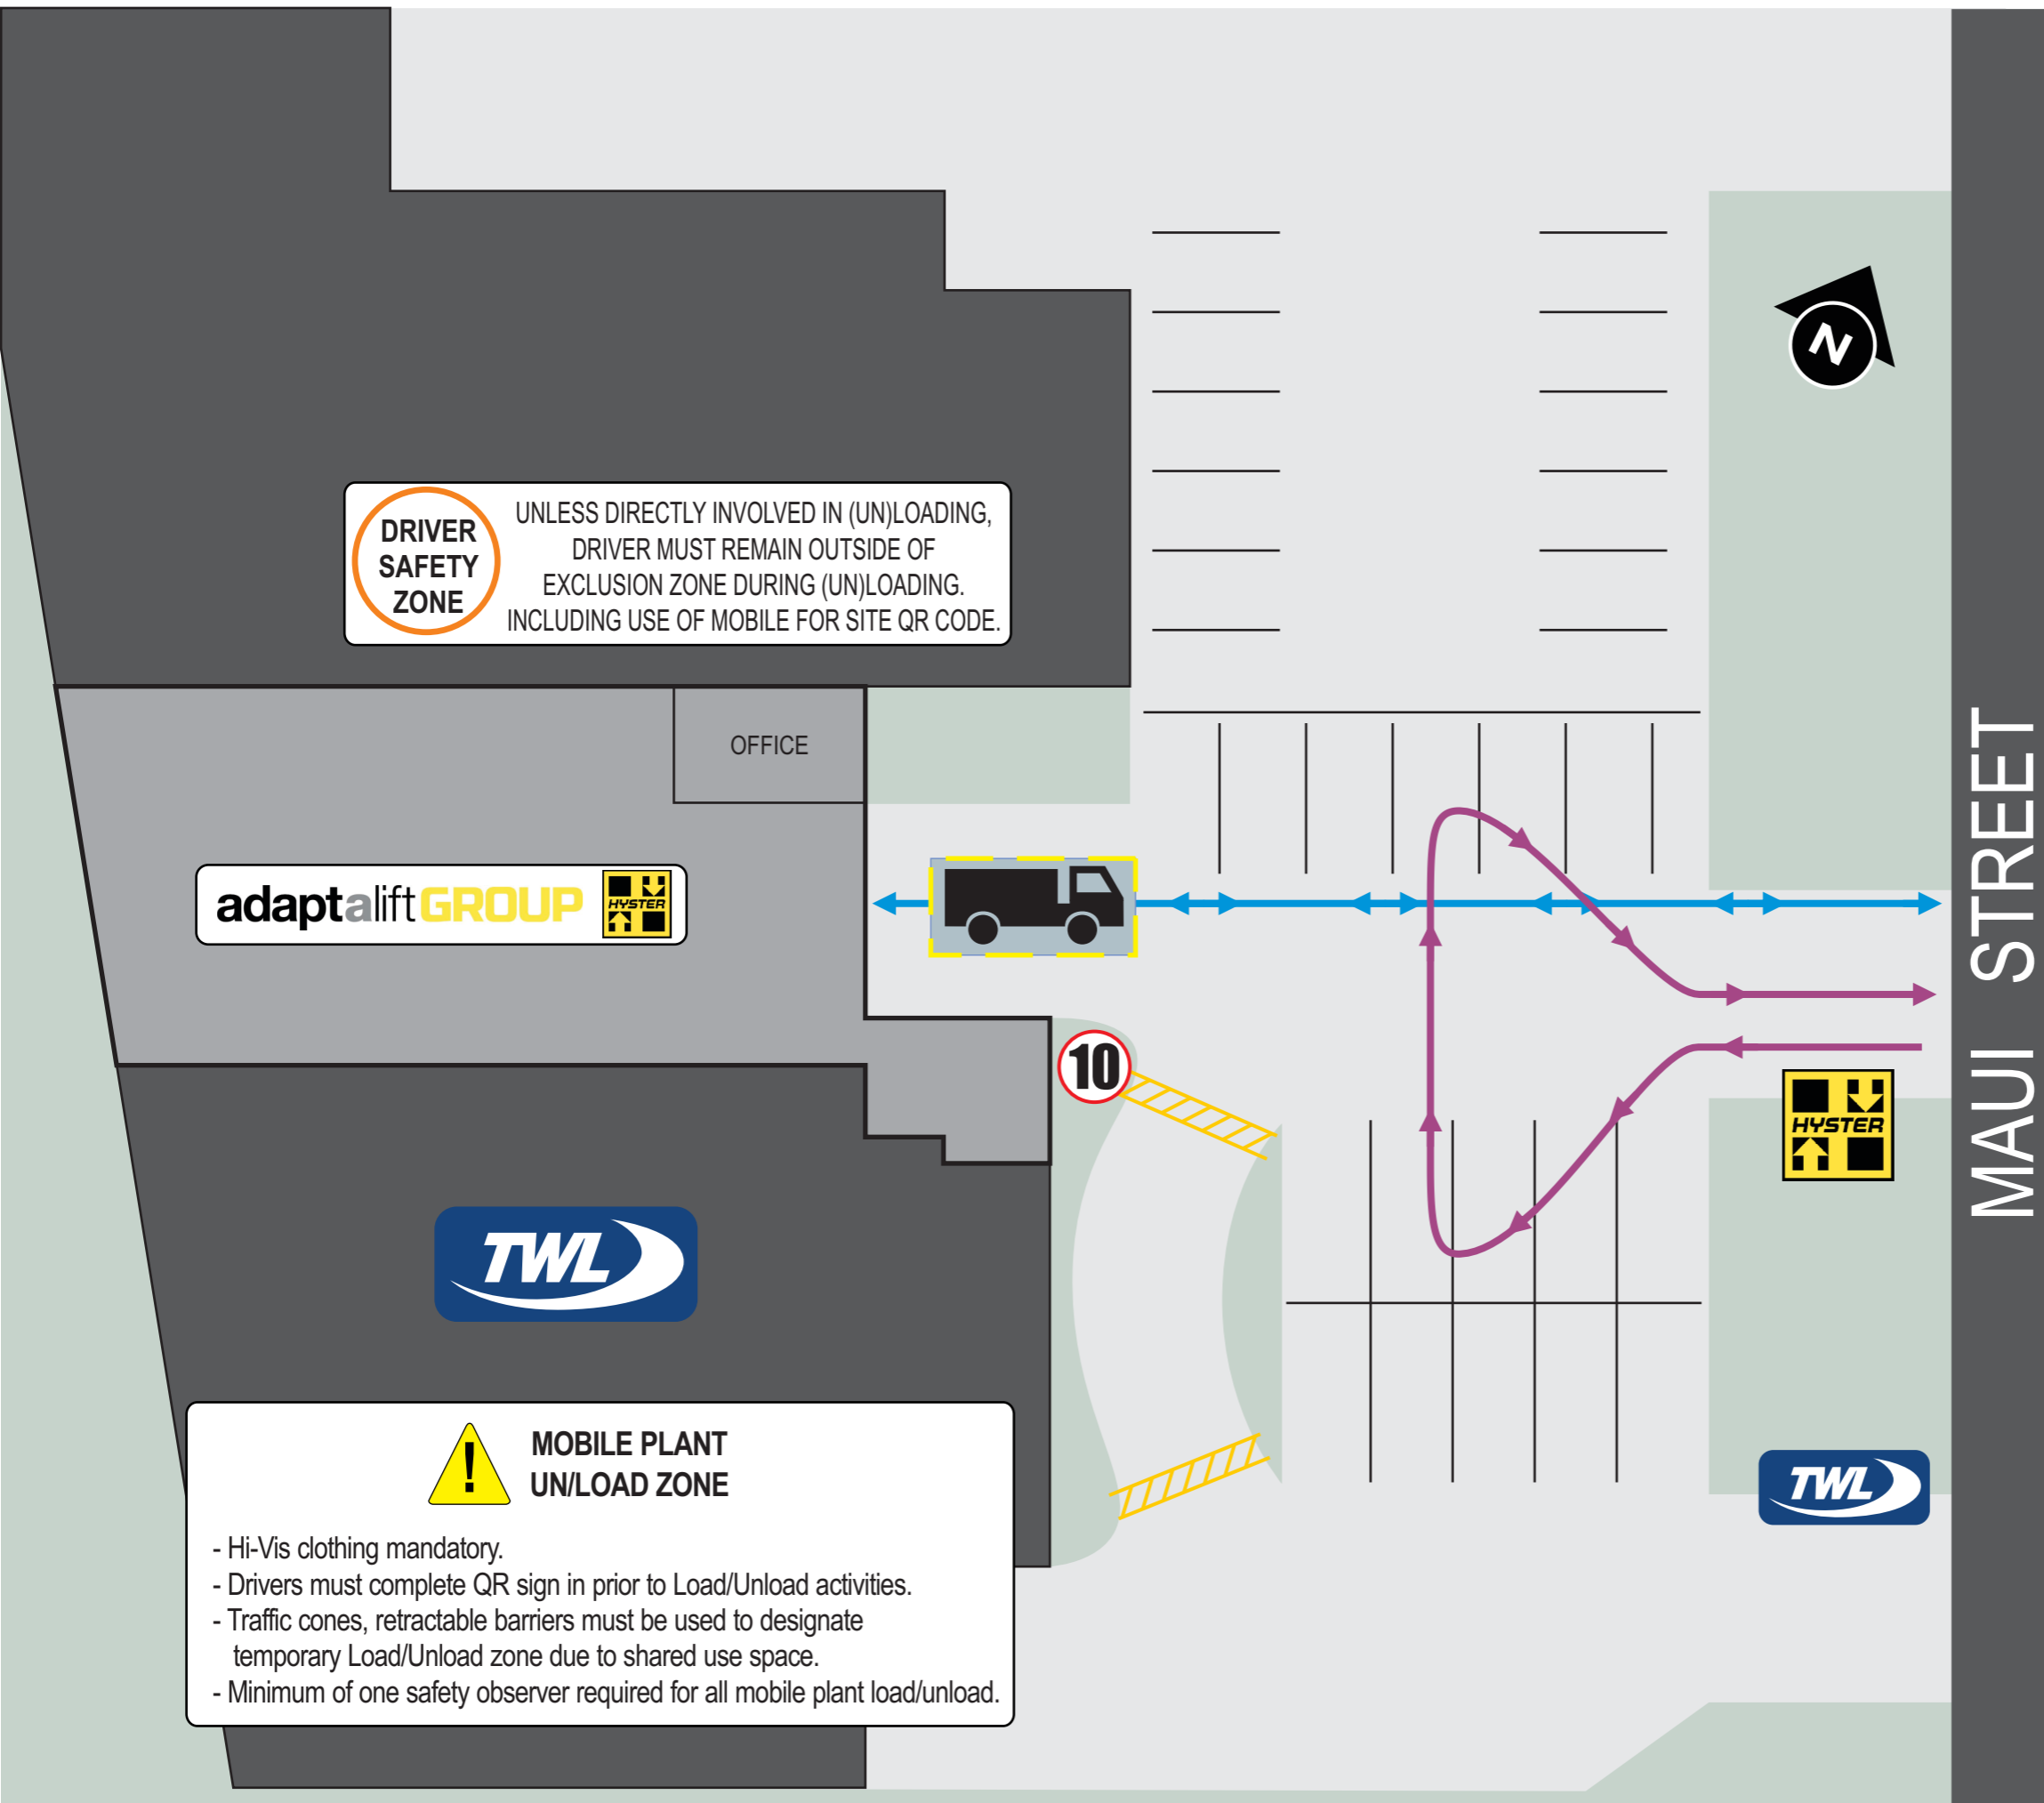 N
DRIVER
SAFETY
ZONE
UNLESS DIRECTLY INVOLVED IN (UN)LOADING,
DRIVER MUST REMAIN OUTSIDE OF
EXCLUSION ZONE DURING (UN)LOADING.
INCLUDING USE OF MOBILE FOR SITE QR CODE.
OFFICE
adaptaliftGROUP
HYSTER
10
HYSTER
MAUI STREET
TWL
MOBILE PLANT
UN/LOAD ZONE
!
- Hi-Vis clothing mandatory.
- Drivers must complete QR sign in prior to Load/Unload activities.
- Traffic cones, retractable barriers must be used to designate
temporary Load/Unload zone due to shared use space.
- Minimum of one safety observer required for all mobile plant load/unload.
TWL